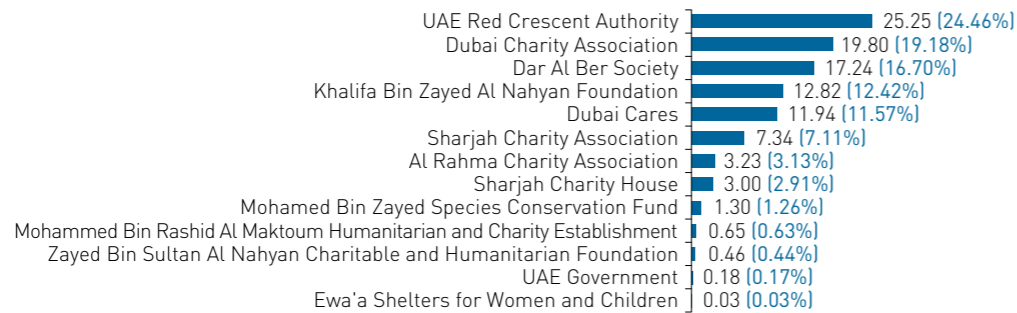 UAE Red Crescent Authority 25.25 (24.46%)
Dubai Charity Association 19.80 (19.18%)
Dar Al Ber Society 17.24 (16.70%)
Khalifa Bin Zayed Al Nahyan Foundation 12.82 (12.42%)
Dubai Cares 11.94 (11.57%)
Sharjah Charity Association 7.34 (7.11%)
Al Rahma Charity Association 3.23 (3.13%)
Sharjah Charity House 3.00 (2.91%)
Mohamed Bin Zayed Species Conservation Fund 1.30 (1.26%)
Mohammed Bin Rashid Al Maktoum Humanitarian and Charity Establishment 0.65 (0.63%)
Zayed Bin Sultan Al Nahyan Charitable and Humanitarian Foundation 0.46 (0.44%)
UAE Government 0.18 (0.17%)
Ewa'a Shelters for Women and Children 0.03 (0.03%)